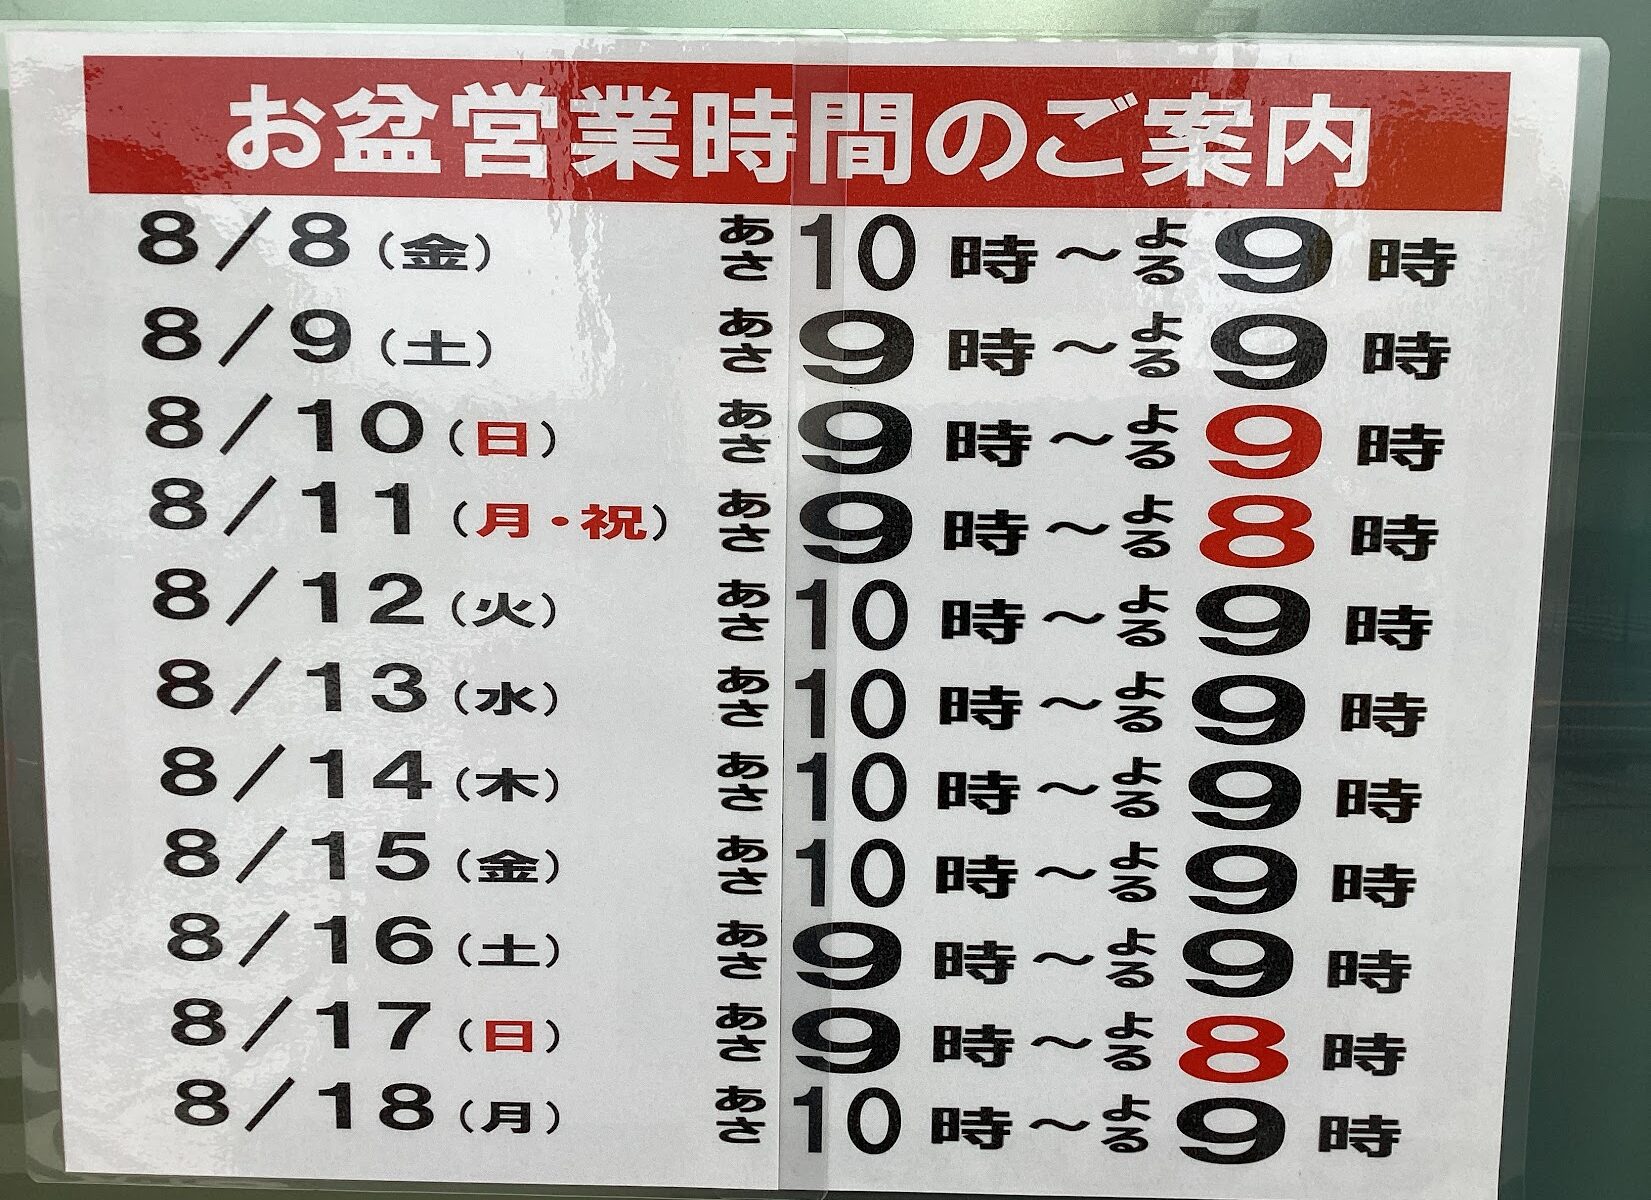 お盆営業時間のご案内
8/8(金) あさ10時～よる9時
8/9(土) あさ9時～よる9時
8/10(日) あさ9時～よる9時
8/11(月・祝) あさ9時～よる8時
8/12(火) あさ10時～よる9時
8/13(水) あさ10時～よる9時
8/14(木) あさ10時～よる9時
8/15(金) あさ10時～よる9時
8/16(土) あさ9時～よる9時
8/17(日) あさ9時～よる8時
8/18(月) あさ10時～よる9時